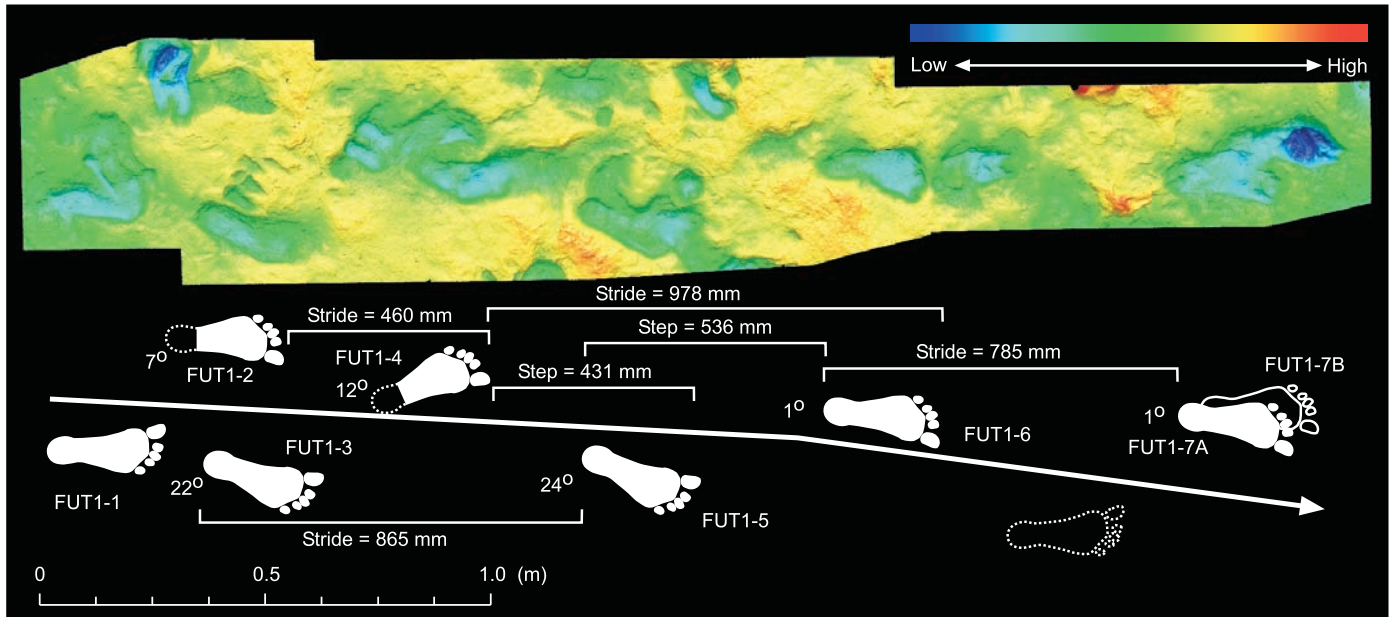 Low High
Stride = 978 mm
Stride = 460 mm
Step = 536 mm
FUT1-4
Stride = 785 mm
7°
FUT1-2
12°
Step = 431 mm
FUT1-7B
1°
FUT1-6
1°
FUT1-7A
FUT1-3
22°
24°
FUT1-1
FUT1-5
Stride = 865 mm
0 0.5 1.0 (m)